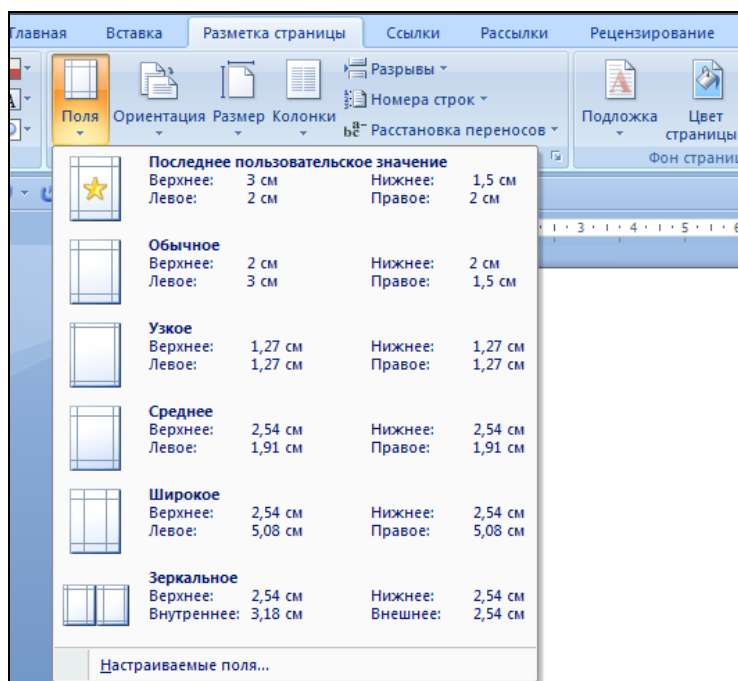 Главная Вставка Разметка страницы Ссылки Рассылки Рецензирование
Поля Ориентация Размер Колонки
Разрывы
Номера строк
Расстановка переносов
Подложка Цвет страницы
Фон
3 4 5 6
Последнее пользовательское значение
Верхнее: 3 см Нижнее: 1,5 см
Левое: 2 см Правое: 2 см
Обычное
Верхнее: 2 см Нижнее: 2 см
Левое: 3 см Правое: 1,5 см
Узкое
Верхнее: 1,27 см Нижнее: 1,27 см
Левое: 1,27 см Правое: 1,27 см
Среднее
Верхнее: 2,54 см Нижнее: 2,54 см
Левое: 1,91 см Правое: 1,91 см
Широкое
Верхнее: 2,54 см Нижнее: 2,54 см
Левое: 5,08 см Правое: 5,08 см
Зеркальное
Верхнее: 2,54 см Нижнее: 2,54 см
Внутреннее: 3,18 см Внешнее: 2,54 см
Настраиваемые поля...